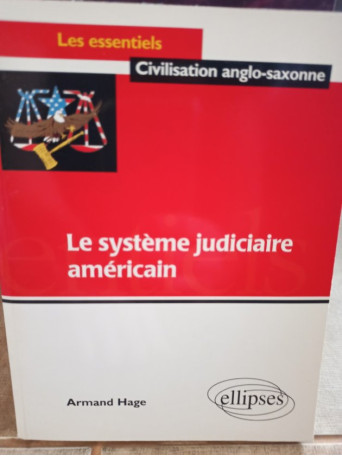 Les essentiels
Civilisation anglo-saxonne
Le système judiciaire
américain
Armand Hage
ellipses